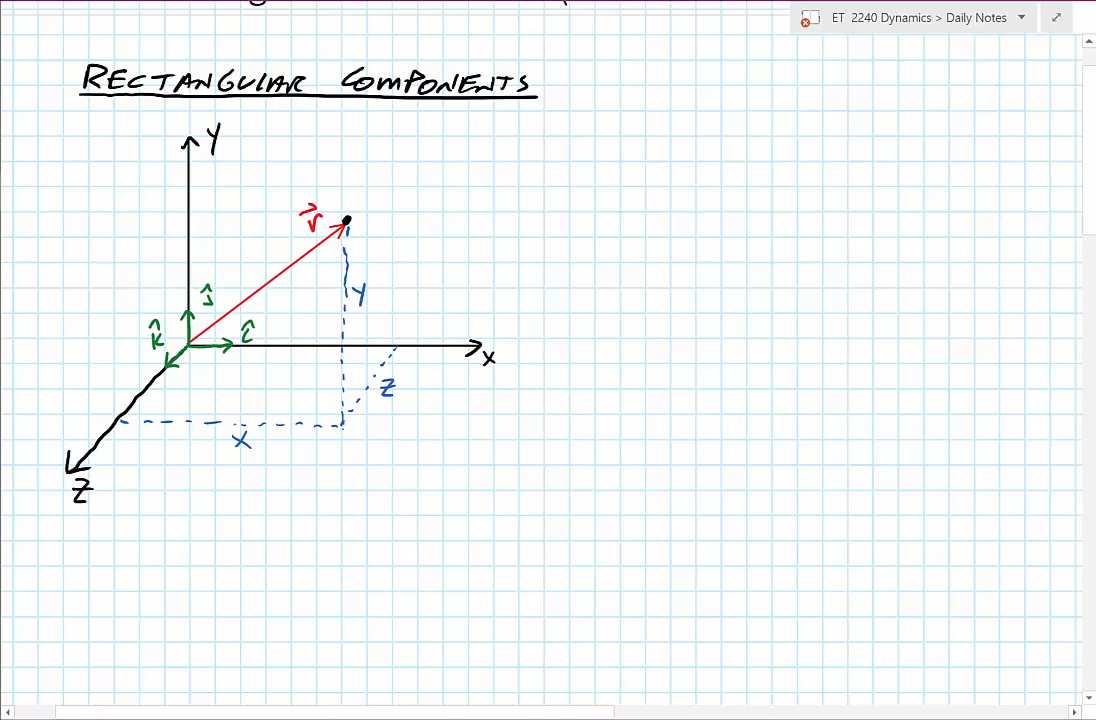 ET 2240 Dynamics > Daily Notes
RECTANGULAR COMPONENTS
Y
r
ĵ
Y
k̂
î
X
Z
X
Z